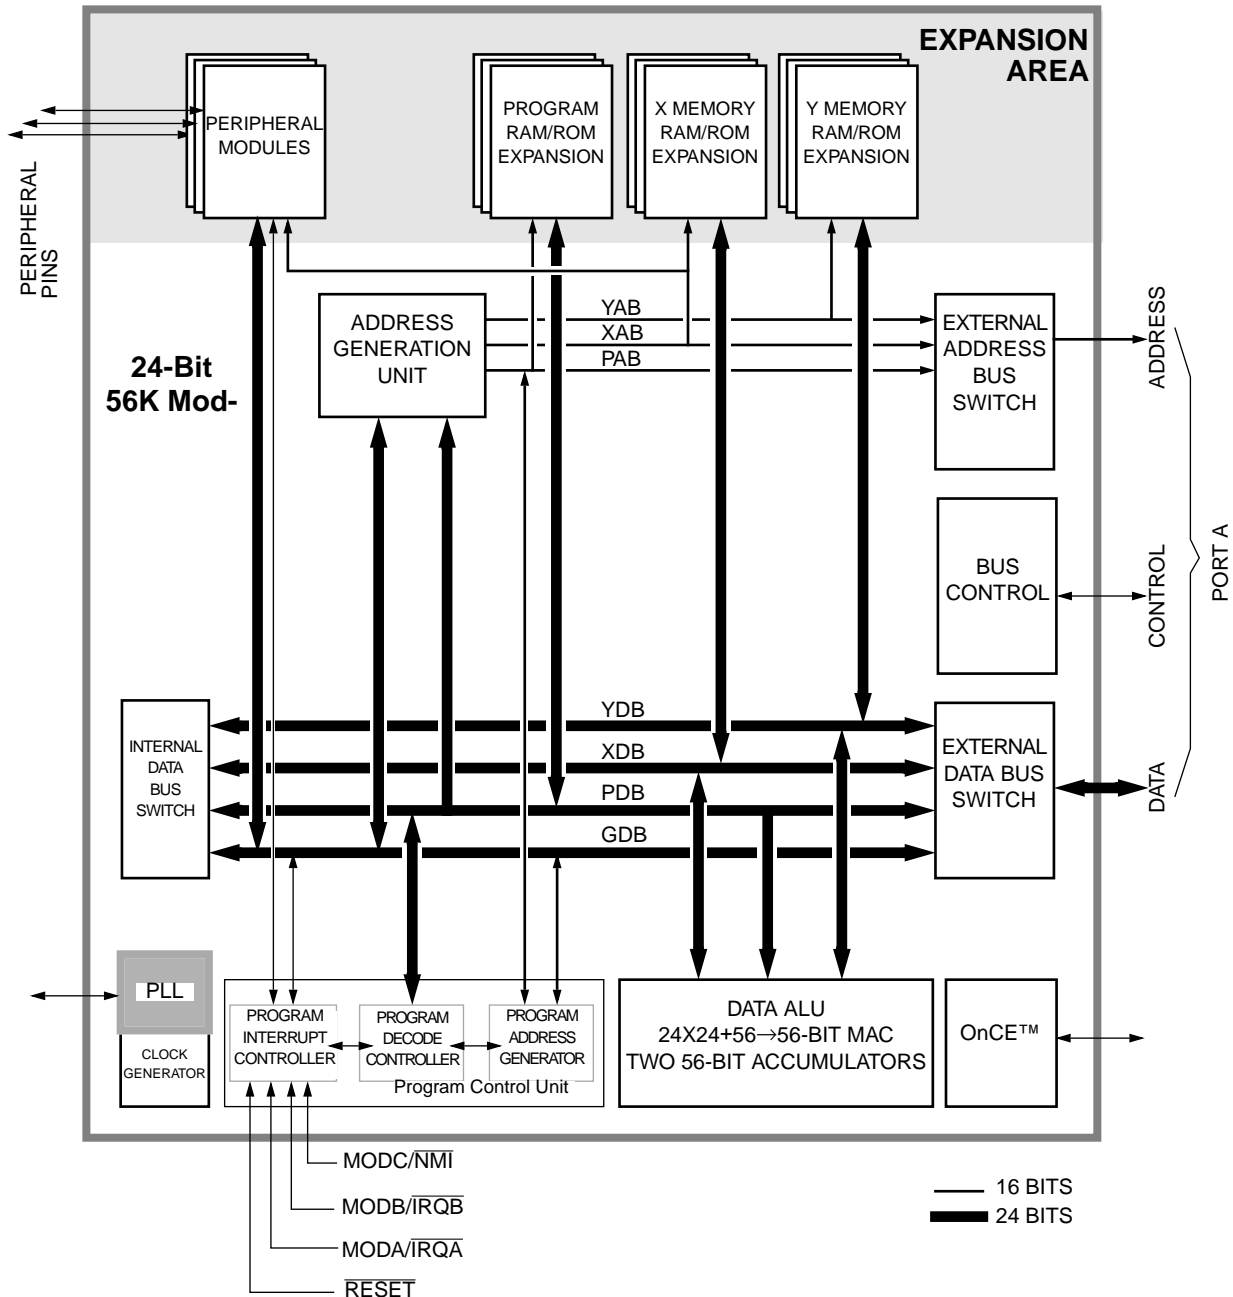 EXPANSION
AREA
PERIPHERAL
MODULES
PROGRAM
RAM/ROM
EXPANSION
X MEMORY
RAM/ROM
EXPANSION
Y MEMORY
RAM/ROM
EXPANSION
PERIPHERAL
PINS
24-Bit
56K Mod-
ADDRESS
GENERATION
UNIT
YAB
XAB
PAB
EXTERNAL
ADDRESS
BUS
SWITCH
ADDRESS
BUS
CONTROL
CONTROL
PORT A
INTERNAL
DATA
BUS
SWITCH
YDB
XDB
PDB
GDB
EXTERNAL
DATA BUS
SWITCH
DATA
PLL
CLOCK
GENERATOR
PROGRAM
INTERRUPT
CONTROLLER
PROGRAM
DECODE
CONTROLLER
PROGRAM
ADDRESS
GENERATOR
Program Control Unit
DATA ALU
24X24+56→56-BIT MAC
TWO 56-BIT ACCUMULATORS
OnCE™
MODC/N̅M̅I̅
MODB/I̅R̅Q̅B̅
MODA/I̅R̅Q̅A̅
R̅E̅S̅E̅T̅
16 BITS
24 BITS